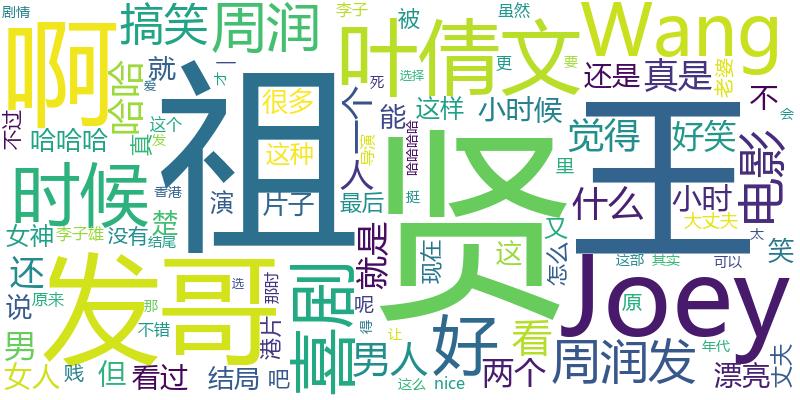 剧情
搞笑
周润
李子
被
虽然
更
死
要
Wang
啊
哈哈
就
一
才
爱
叶倩文
选择
还是
真是
老婆
不
会
不过
哈哈哈
真
这个
发
祖
很多
这种
个
一
人
能
导演
哈哈哈哈
这样
小时候
里
觉得
好笑
电影
王
贤
时候
楚
香港
演
片子
最后
挺
什么
小时
大丈夫
太
女神
李子雄
没有
结尾
还
就是
现在
这
又
怎么
这部
其实
笑
可以
说
原来
那
发哥
选
那时
喜剧
呢
得
原
Joey
年代
男
不错
港片
让
好
看
周润发
漂亮
丈夫
女人
贱
但
看过
结局
吧
男人
这么
nice
两个